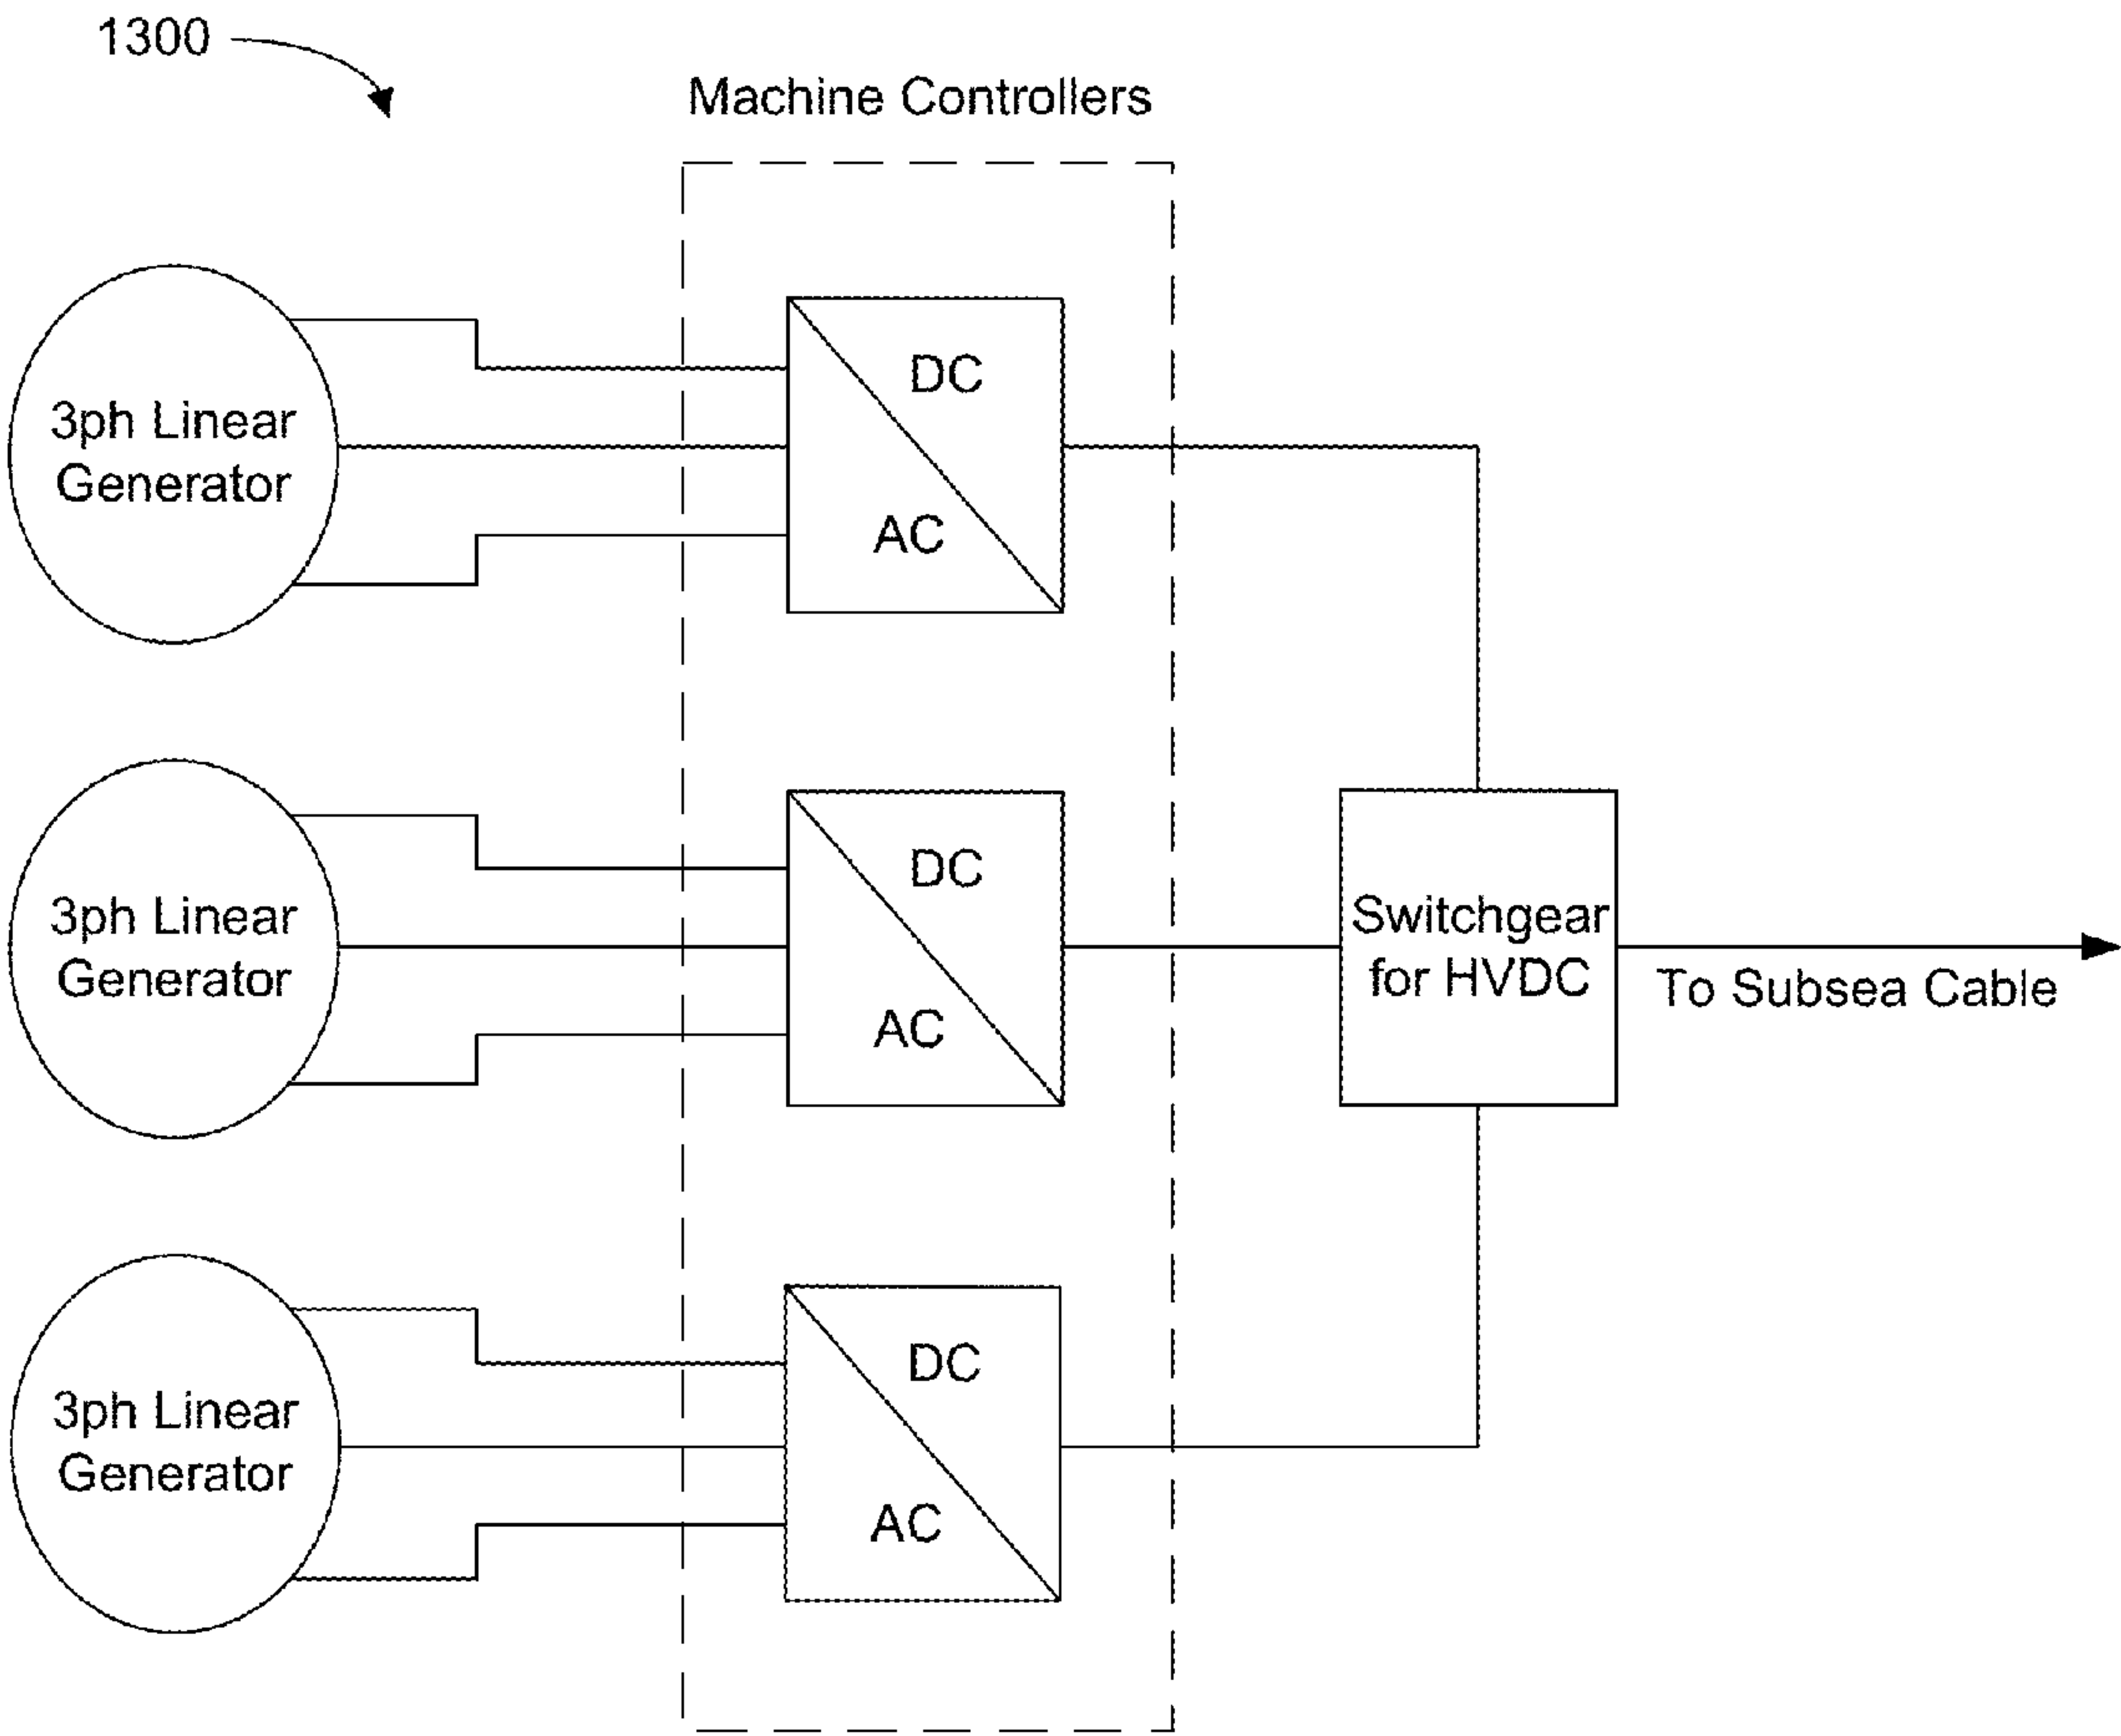 1300
Machine Controllers
3ph Linear
Generator
DC
AC
3ph Linear
Generator
DC
AC
Switchgear
for HVDC
To Subsea Cable
3ph Linear
Generator
DC
AC